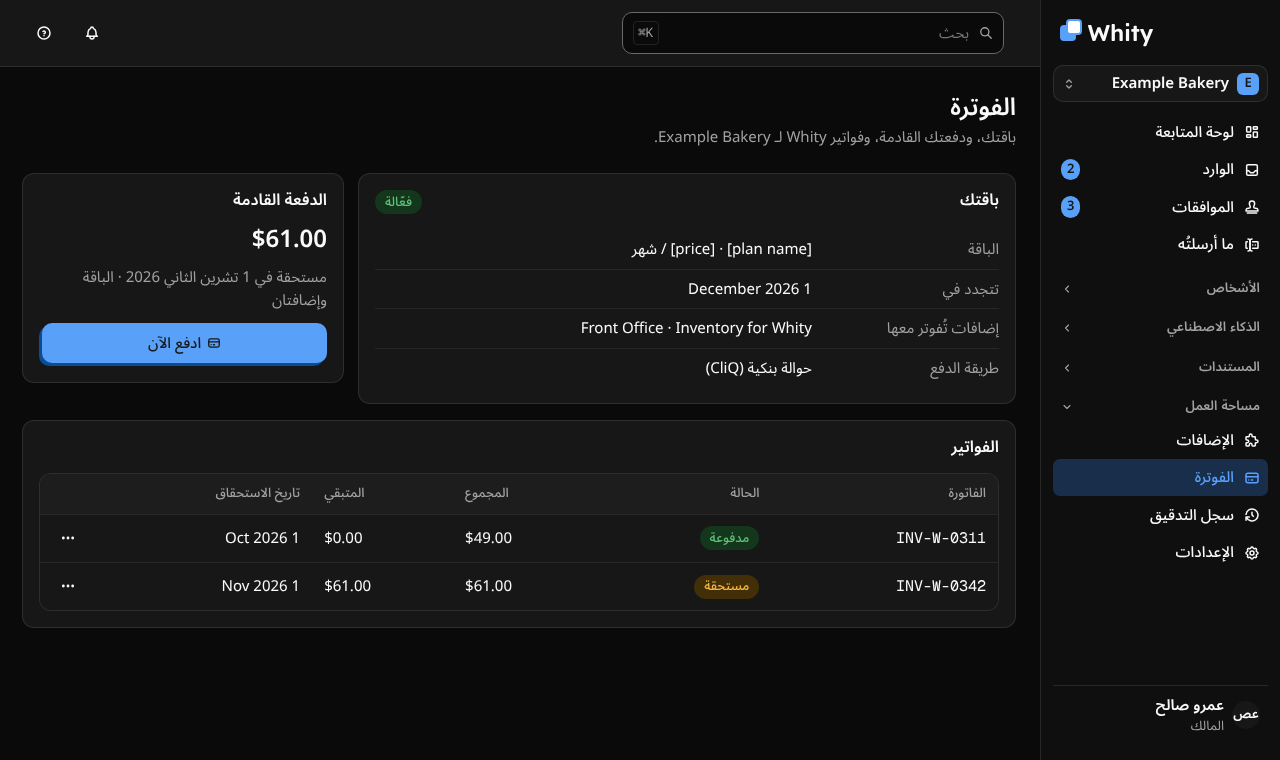 Whity
E Example Bakery
لوحة المتابعة
الوارد 2
الموافقات 3
ما أرسلتُه
الأشخاص
الذكاء الاصطناعي
المستندات
مساحة العمل
الإضافات
الفوترة
سجل التدقيق
الإعدادات
عص عمرو صالح
المالك
بحث ⌘K
الفوترة
باقتك، ودفعتك القادمة، وفواتير Whity لـ Example Bakery.
باقتك فعّالة
الباقة [plan name] · [price] / شهر
تتجدد في 1 December 2026
إضافات تُفوتر معها Front Office · Inventory for Whity
طريقة الدفع حوالة بنكية (CliQ)
الدفعة القادمة
$61.00
مستحقة في 1 تشرين الثاني 2026 · الباقة
وإضافتان
ادفع الآن
الفواتير
الفاتورة الحالة المجموع المتبقي تاريخ الاستحقاق
INV-W-0311 مدفوعة $49.00 $0.00 1 Oct 2026
INV-W-0342 مستحقة $61.00 $61.00 1 Nov 2026